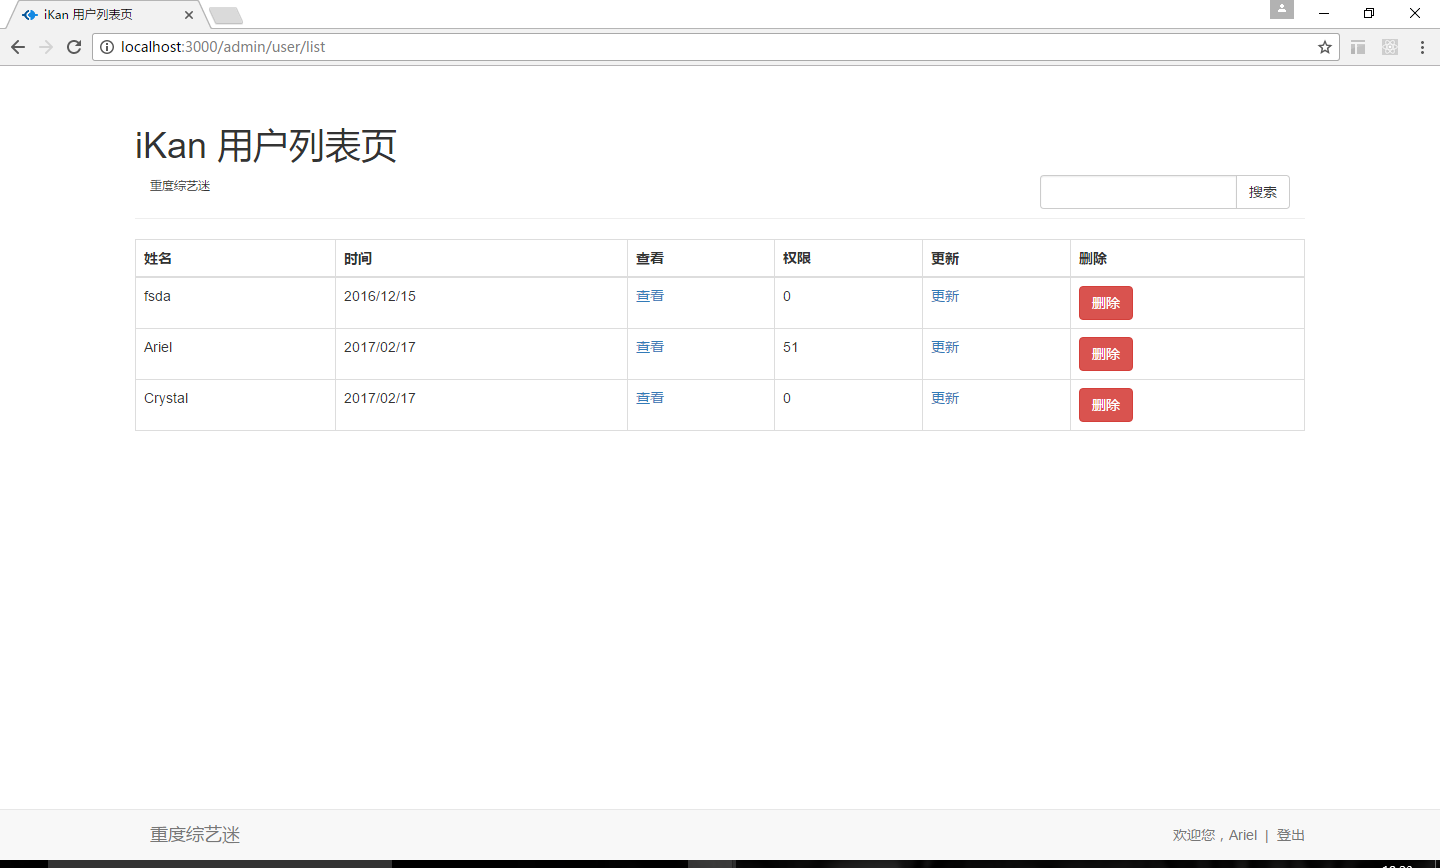 iKan 用户列表页
localhost:3000/admin/user/list
iKan 用户列表页
重度综艺迷
搜索
姓名 时间 查看 权限 更新 删除
fsda 2016/12/15 查看 0 更新 删除
Ariel 2017/02/17 查看 51 更新 删除
Crystal 2017/02/17 查看 0 更新 删除
重度综艺迷 欢迎您，Ariel | 登出